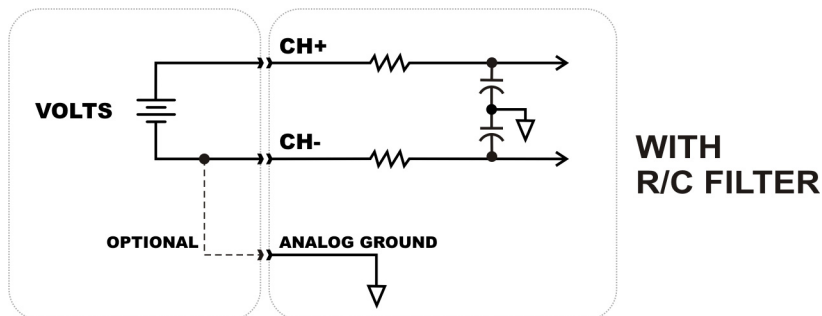 CH+
VOLTS
CH-
WITH
R/C FILTER
OPTIONAL
ANALOG GROUND